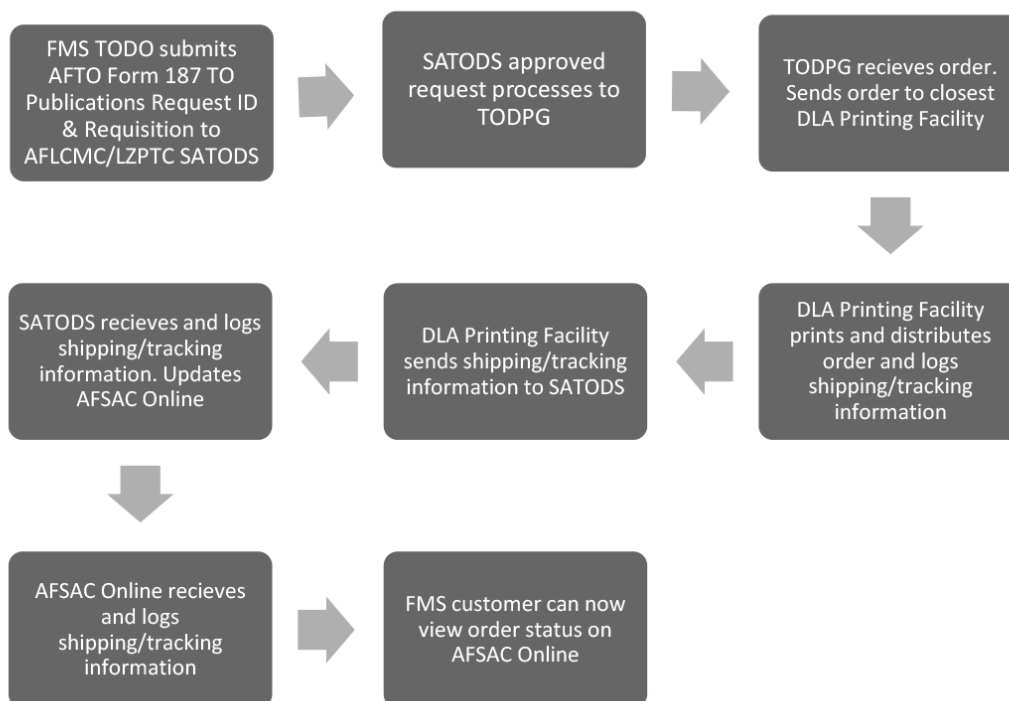 FMS TODO submits
AFTO Form 187 TO
Publications Request ID
& Requisition to
AFLCMC/LZPTC SATODS
SATODS approved
request processes to
TODPG
TODPG recieves order.
Sends order to closest
DLA Printing Facility
DLA Printing Facility
prints and distributes
order and logs
shipping/tracking
information
DLA Printing Facility
sends shipping/tracking
information to SATODS
SATODS recieves and logs
shipping/tracking
information. Updates
AFSAC Online
AFSAC Online recieves
and logs
shipping/tracking
information
FMS customer can now
view order status on
AFSAC Online